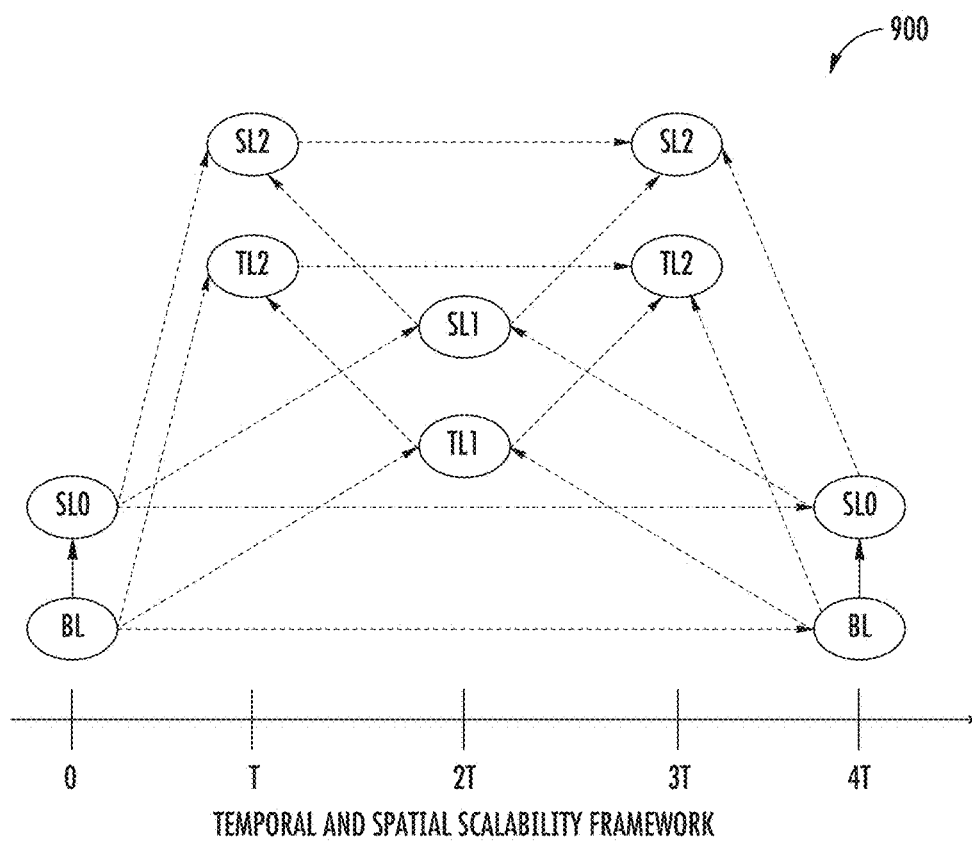 900
SL2 SL2
TL2 TL2
SL1
TL1
SL0 SL0
BL BL
0 T 2T 3T 4T
TEMPORAL AND SPATIAL SCALABILITY FRAMEWORK